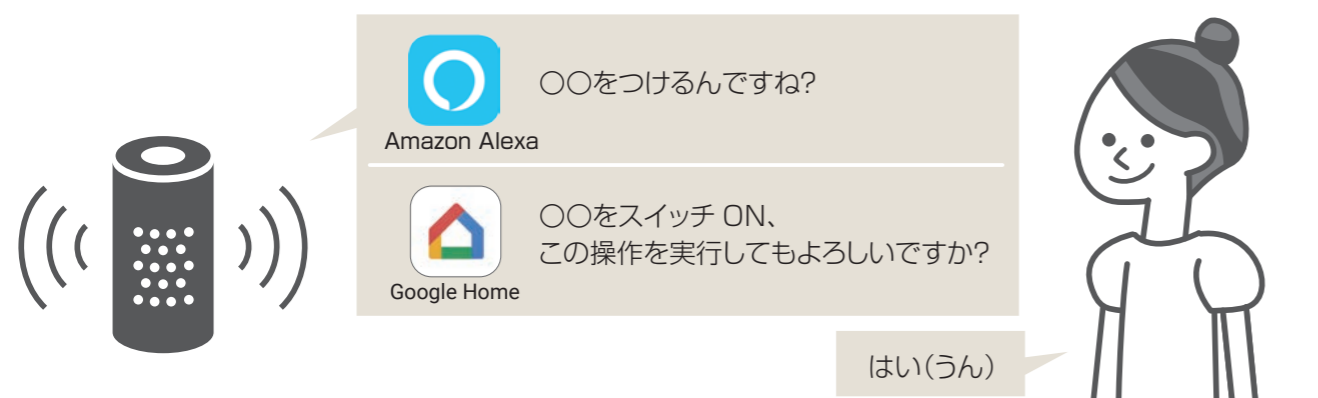 〇〇をつけるんですね?
Amazon Alexa
〇〇をスイッチ ON、
この操作を実行してもよろしいですか?
Google Home
はい(うん)